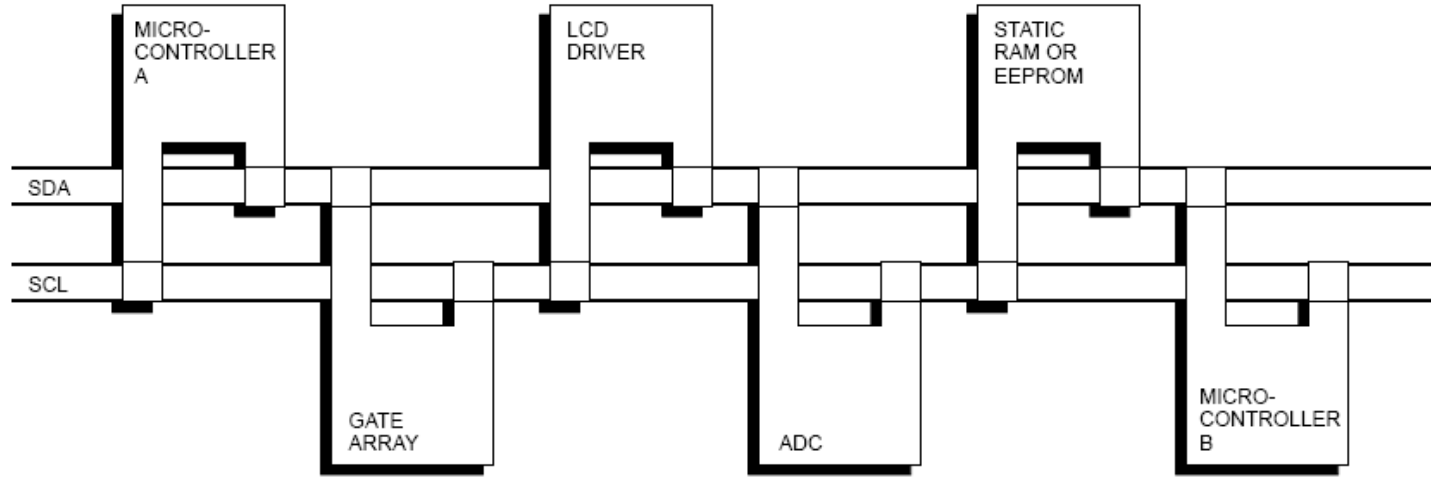 MICRO-
CONTROLLER
A
LCD
DRIVER
STATIC
RAM OR
EEPROM
SDA
SCL
GATE
ARRAY
ADC
MICRO-
CONTROLLER
B